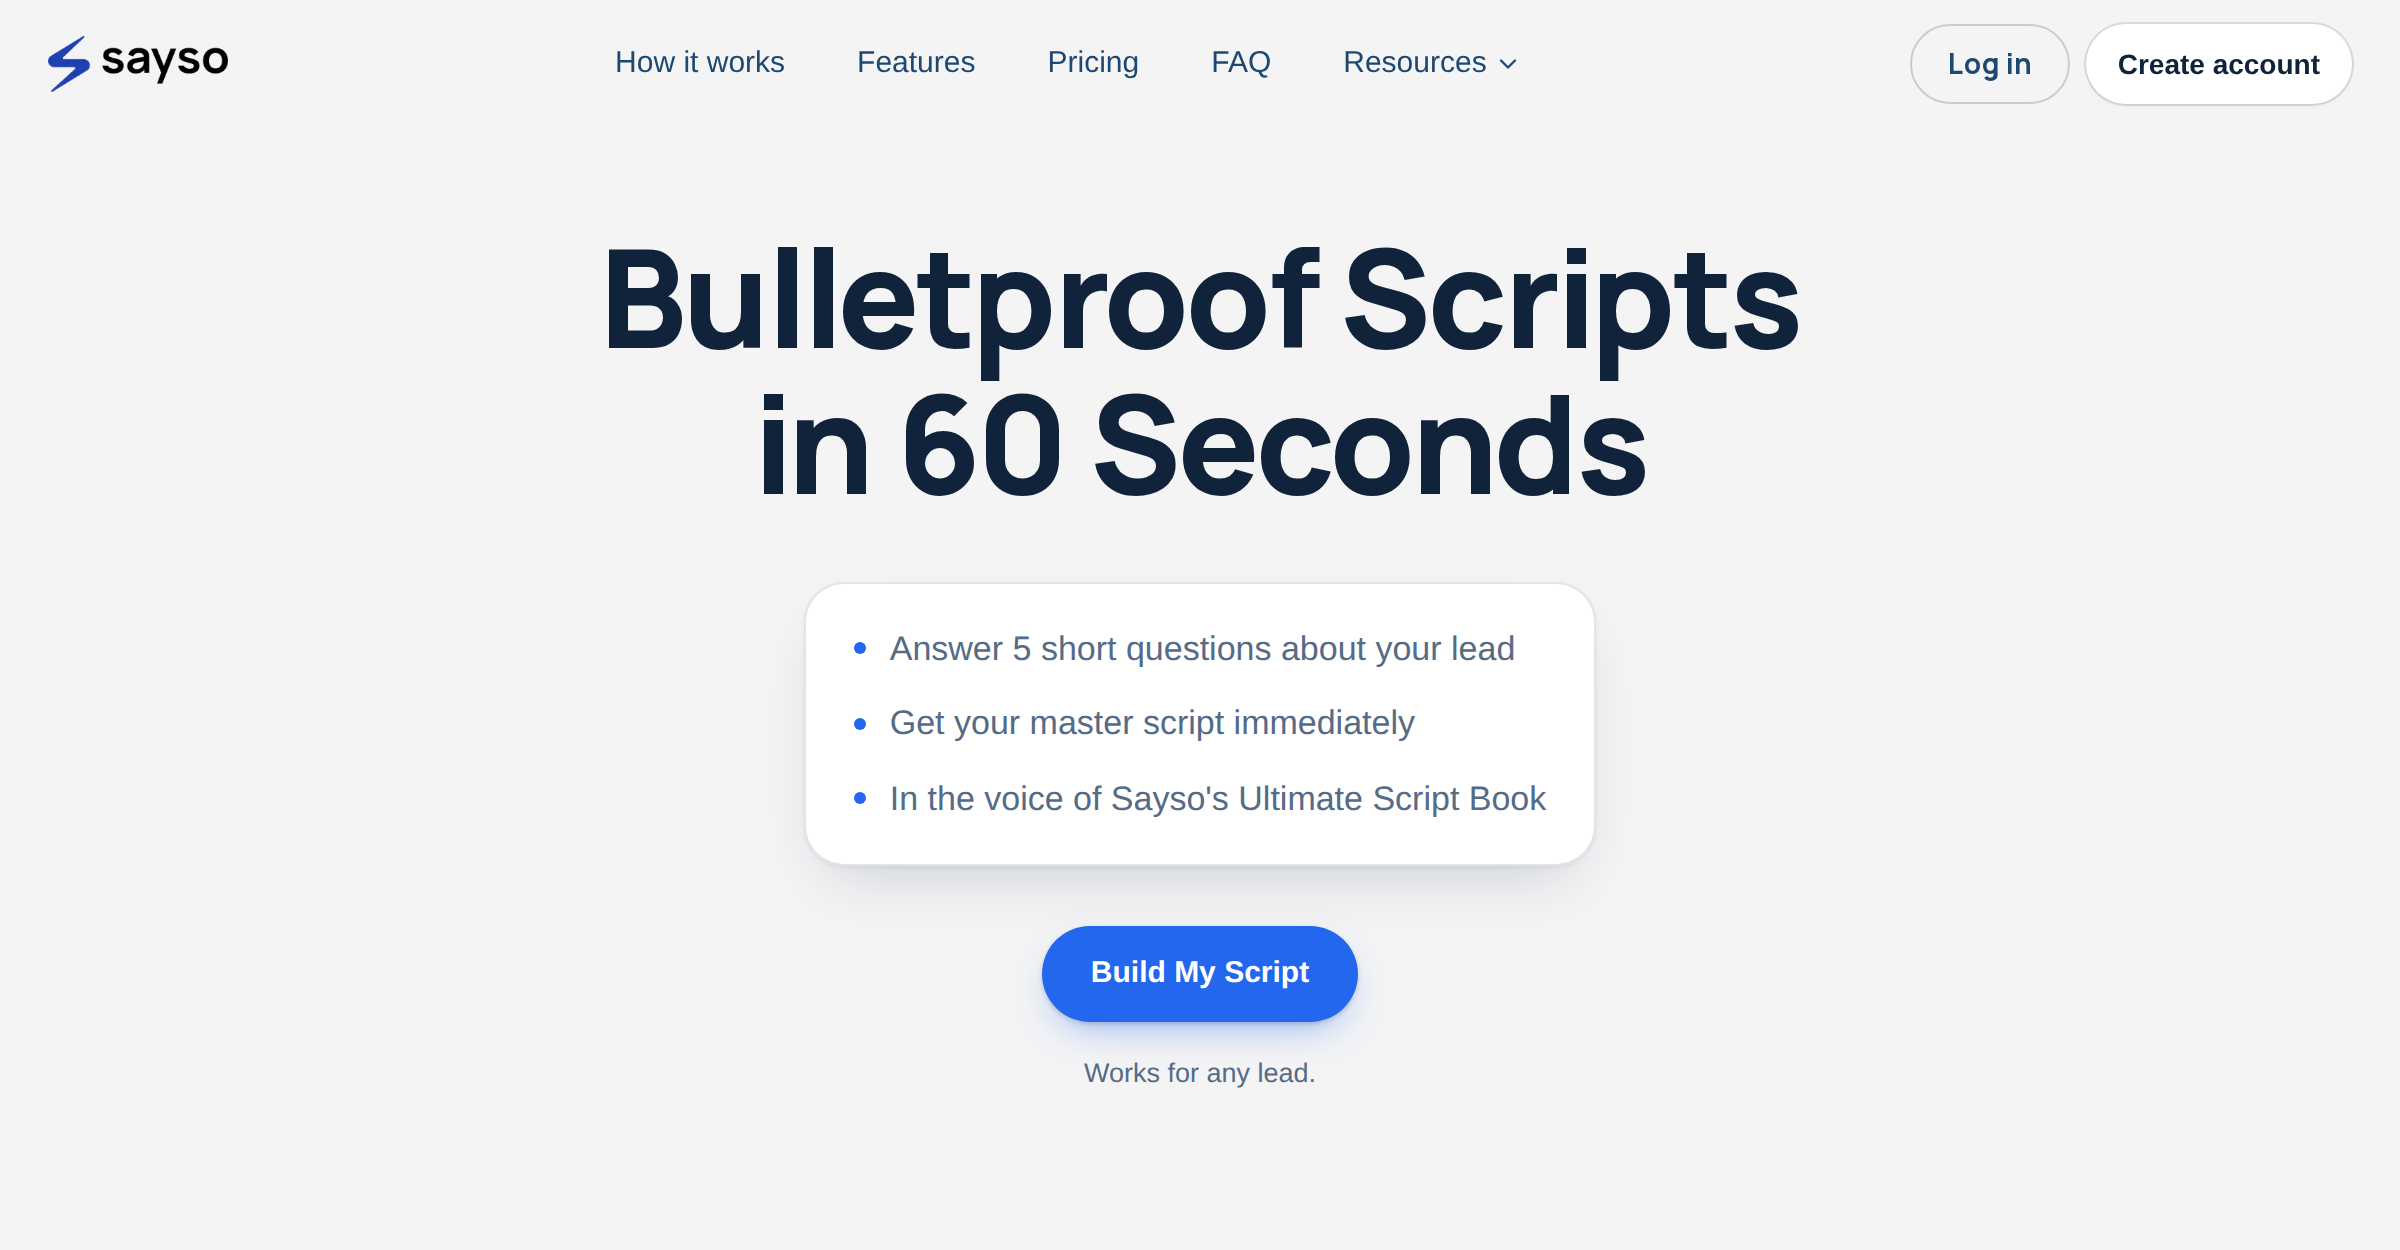 sayso
How it works
Features
Pricing
FAQ
Resources
Log in
Create account
Bulletproof Scripts
in 60 Seconds
Answer 5 short questions about your lead
Get your master script immediately
In the voice of Sayso's Ultimate Script Book
Build My Script
Works for any lead.